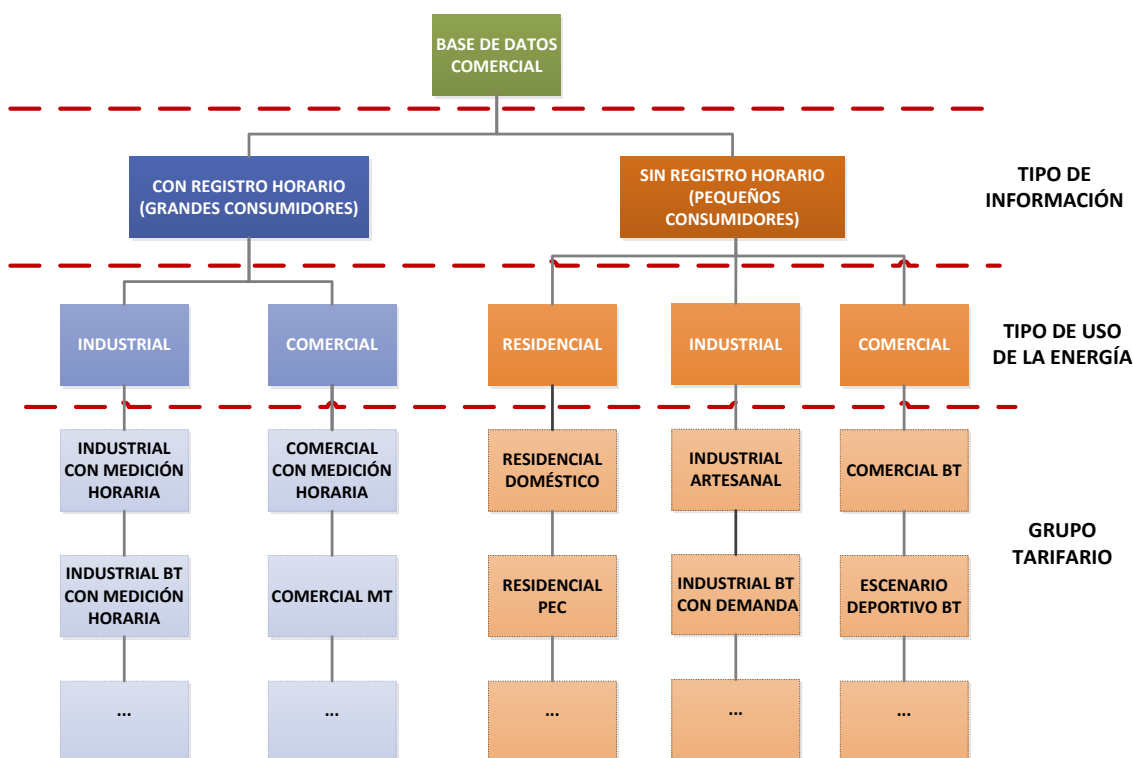 BASE DE DATOS
COMERCIAL
CON REGISTRO HORARIO
(GRANDES CONSUMIDORES)
SIN REGISTRO HORARIO
(PEQUEÑOS
CONSUMIDORES)
TIPO DE
INFORMACIÓN
INDUSTRIAL
COMERCIAL
RESIDENCIAL
INDUSTRIAL
COMERCIAL
TIPO DE USO
DE LA ENERGÍA
INDUSTRIAL
CON MEDICIÓN
HORARIA
COMERCIAL
CON MEDICIÓN
HORARIA
RESIDENCIAL
DOMÉSTICO
INDUSTRIAL
ARTESANAL
COMERCIAL BT
GRUPO
TARIFARIO
INDUSTRIAL BT
CON MEDICIÓN
HORARIA
COMERCIAL MT
RESIDENCIAL
PEC
INDUSTRIAL BT
CON DEMANDA
ESCENARIO
DEPORTIVO BT
...
...
...
...
...